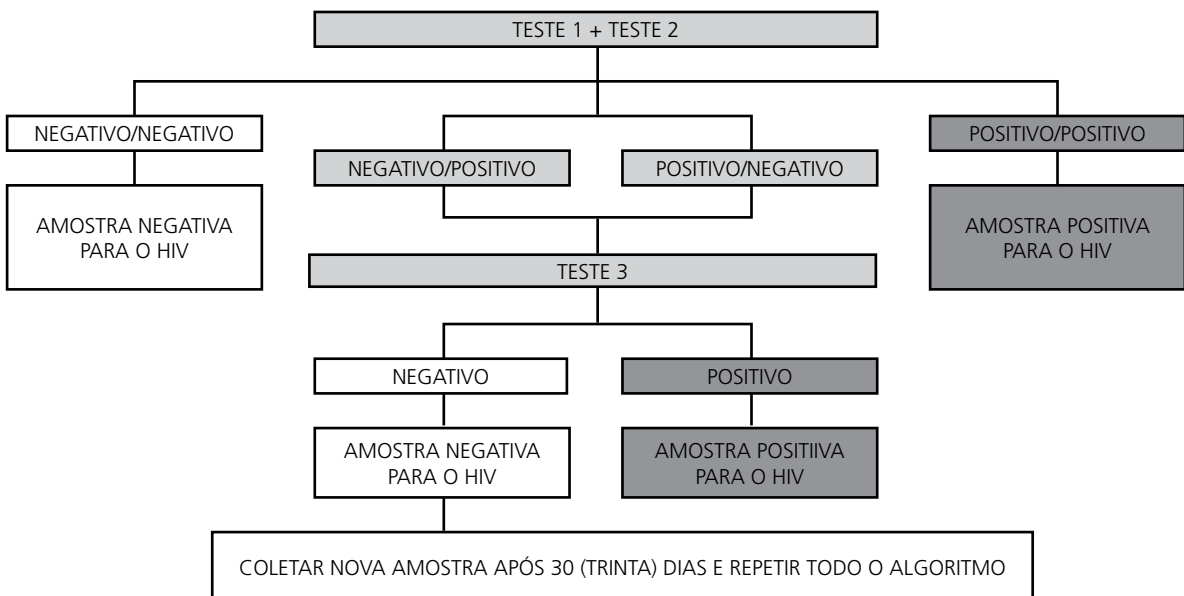 TESTE 1 + TESTE 2
NEGATIVO/NEGATIVO
POSITIVO/POSITIVO
NEGATIVO/POSITIVO
POSITIVO/NEGATIVO
AMOSTRA NEGATIVA
PARA O HIV
AMOSTRA POSITIVA
PARA O HIV
TESTE 3
NEGATIVO
POSITIVO
AMOSTRA NEGATIVA
PARA O HIV
AMOSTRA POSITIIVA
PARA O HIV
COLETAR NOVA AMOSTRA APÓS 30 (TRINTA) DIAS E REPETIR TODO O ALGORITMO